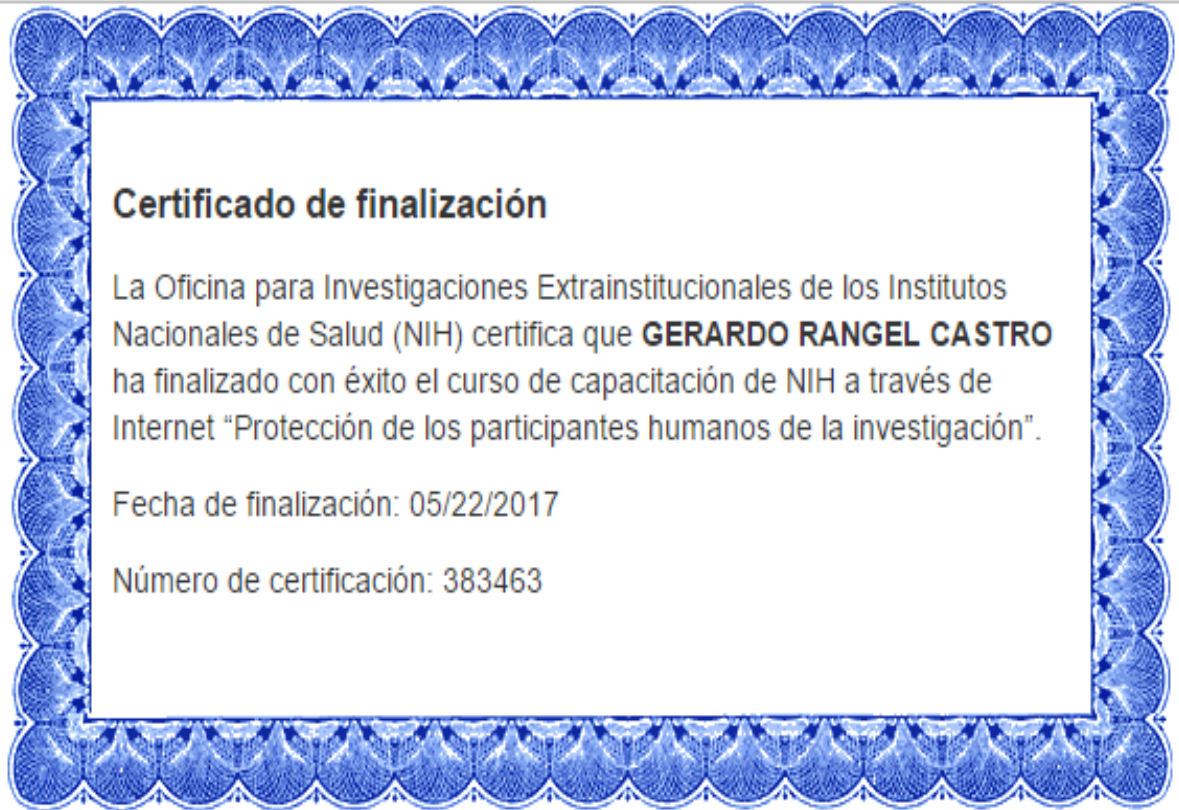 Certificado de finalización
La Oficina para Investigaciones Extrainstitucionales de los Institutos
Nacionales de Salud (NIH) certifica que GERARDO RANGEL CASTRO
ha finalizado con éxito el curso de capacitación de NIH a través de
Internet “Protección de los participantes humanos de la investigación”.
Fecha de finalización: 05/22/2017
Número de certificación: 383463